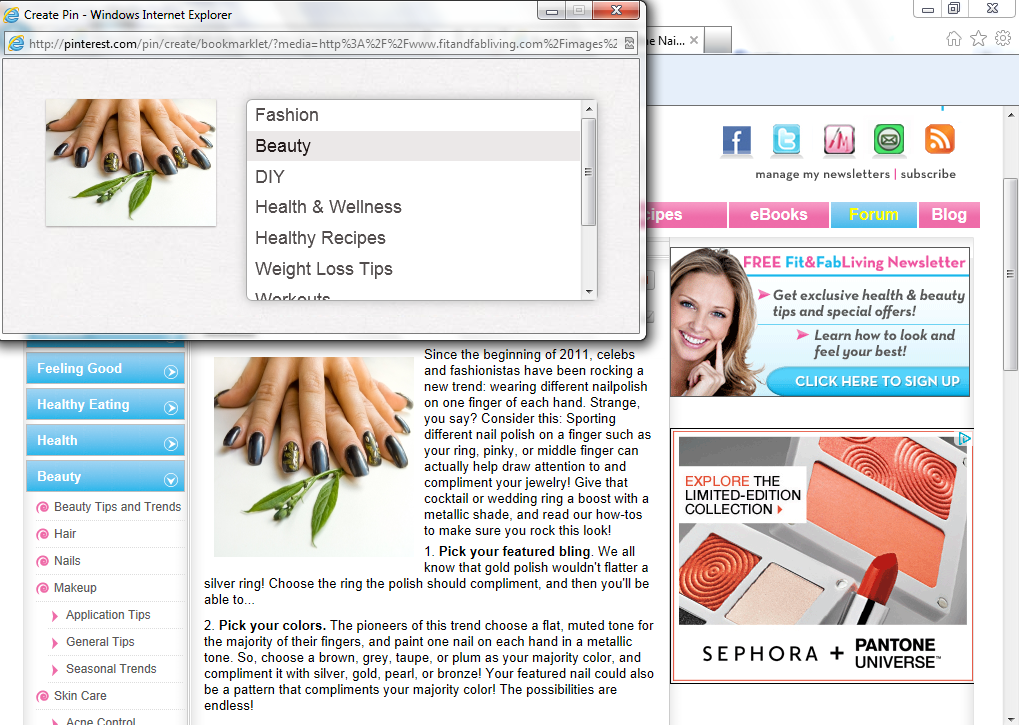 Create Pin - Windows Internet Explorer
http://pinterest.com/pin/create/bookmarklet/?media=http%3A%2F%2Fwww.fitandfabliving.com%2Fimages%2
Fashion
Beauty
DIY
Health & Wellness
Healthy Recipes
Weight Loss Tips
Workouts
he Nai...
manage my newsletters | subscribe
cipes
eBooks
Forum
Blog
FREE Fit&FabLiving Newsletter
Get exclusive health & beauty
tips and special offers!
Learn how to look and
feel your best!
CLICK HERE TO SIGN UP
Feeling Good
Healthy Eating
Health
Beauty
Beauty Tips and Trends
Hair
Nails
Makeup
Application Tips
General Tips
Seasonal Trends
Skin Care
Acne Control
Since the beginning of 2011, celebs
and fashionistas have been rocking a
new trend: wearing different nailpolish
on one finger of each hand. Strange,
you say? Consider this: Sporting
different nail polish on a finger such as
your ring, pinky, or middle finger can
actually help draw attention to and
compliment your jewelry! Give that
cocktail or wedding ring a boost with a
metallic shade, and read our how-tos
to make sure you rock this look!
1. Pick your featured bling. We all
know that gold polish wouldn't flatter a
silver ring! Choose the ring the polish should compliment, and then you'll be
able to...
2. Pick your colors. The pioneers of this trend choose a flat, muted tone for
the majority of their fingers, and paint one nail on each hand in a metallic
tone. So, choose a brown, grey, taupe, or plum as your majority color, and
compliment it with silver, gold, pearl, or bronze! Your featured nail could also
be a pattern that compliments your majority color! The possibilities are
endless!
EXPLORE THE
LIMITED-EDITION
COLLECTION
SEPHORA + PANTONE
UNIVERSE™